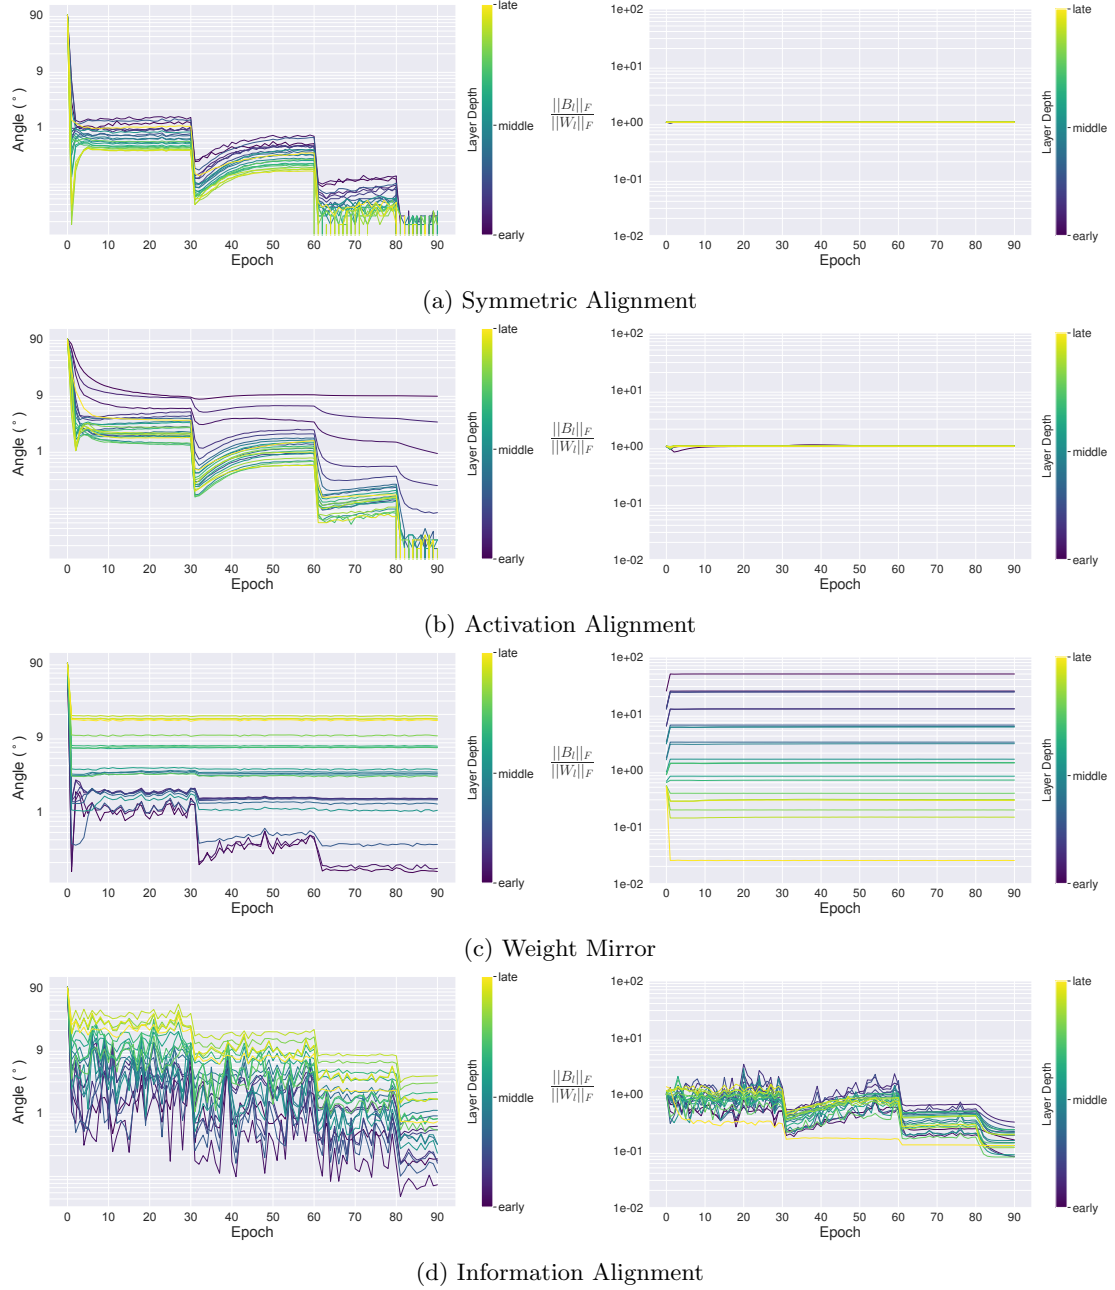 90
9
1
Angle (°)
0 10 20 30 40 50 60 70 80 90
Epoch
late
middle
early
Layer Depth
||B_l||_F
||W_l||_F
1e+02
1e+01
1e+00
1e-01
1e-02
0 10 20 30 40 50 60 70 80 90
Epoch
late
middle
early
Layer Depth
(a) Symmetric Alignment
90
9
1
Angle (°)
0 10 20 30 40 50 60 70 80 90
Epoch
late
middle
early
Layer Depth
||B_l||_F
||W_l||_F
1e+02
1e+01
1e+00
1e-01
1e-02
0 10 20 30 40 50 60 70 80 90
Epoch
late
middle
early
Layer Depth
(b) Activation Alignment
90
9
1
Angle (°)
0 10 20 30 40 50 60 70 80 90
Epoch
late
middle
early
Layer Depth
||B_l||_F
||W_l||_F
1e+02
1e+01
1e+00
1e-01
1e-02
0 10 20 30 40 50 60 70 80 90
Epoch
late
middle
early
Layer Depth
(c) Weight Mirror
90
9
1
Angle (°)
0 10 20 30 40 50 60 70 80 90
Epoch
late
middle
early
Layer Depth
||B_l||_F
||W_l||_F
1e+02
1e+01
1e+00
1e-01
1e-02
0 10 20 30 40 50 60 70 80 90
Epoch
late
middle
early
Layer Depth
(d) Information Alignment